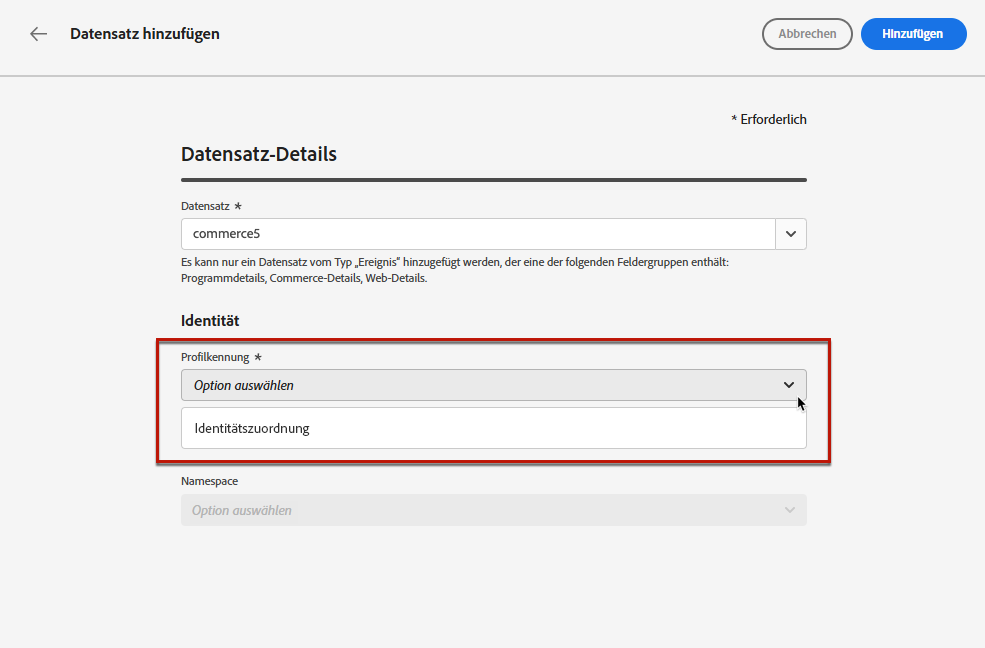 Datensatz hinzufügen
Abbrechen
Hinzufügen
* Erforderlich
Datensatz-Details
Datensatz *
commerce5
Es kann nur ein Datensatz vom Typ „Ereignis“ hinzugefügt werden, der eine der folgenden Feldergruppen enthält:
Programmdetails, Commerce-Details, Web-Details.
Identität
Profilkennung *
Option auswählen
Identitätszuordnung
Namespace
Option auswählen